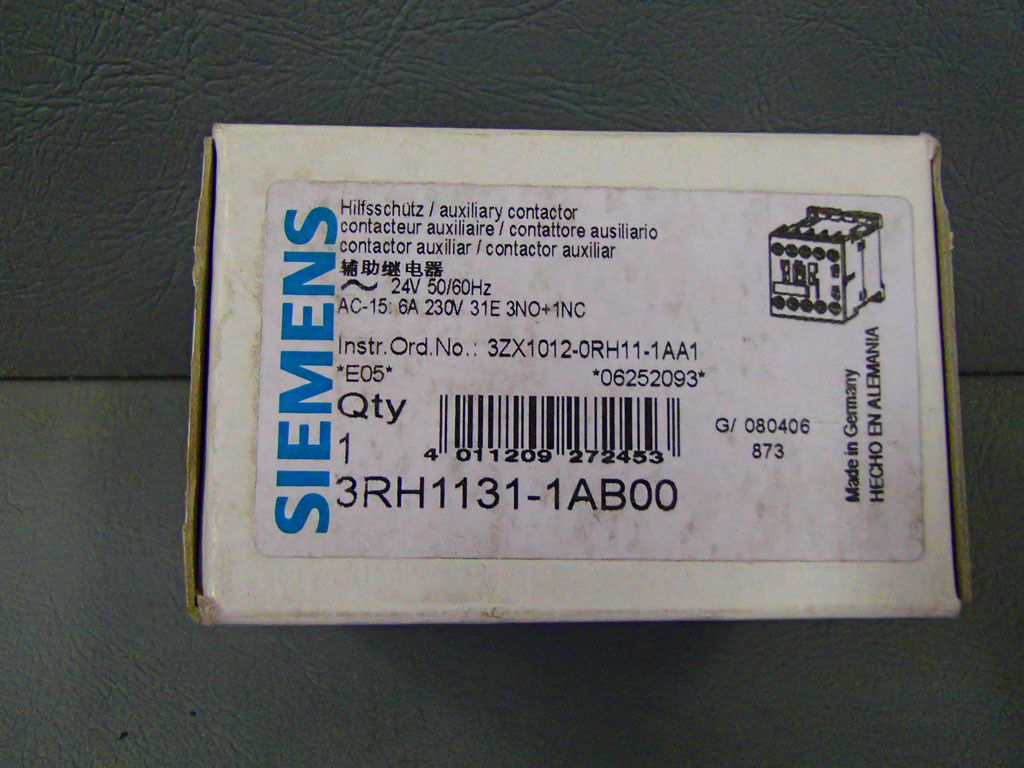 SIEMENS
Hilfsschütz / auxiliary contactor
contacteur auxiliaire / contattore ausiliario
contactor auxiliar / contactor auxiliar
辅助继电器
~ 24V 50/60Hz
AC-15: 6A 230V 31E 3NO+1NC
Instr.Ord.No.: 3ZX1012-0RH11-1AA1
*E05* *06252093*
Qty
1
4 011209 272453
G/ 080406
873
3RH1131-1AB00
Made in Germany
HECHO EN ALEMANIA